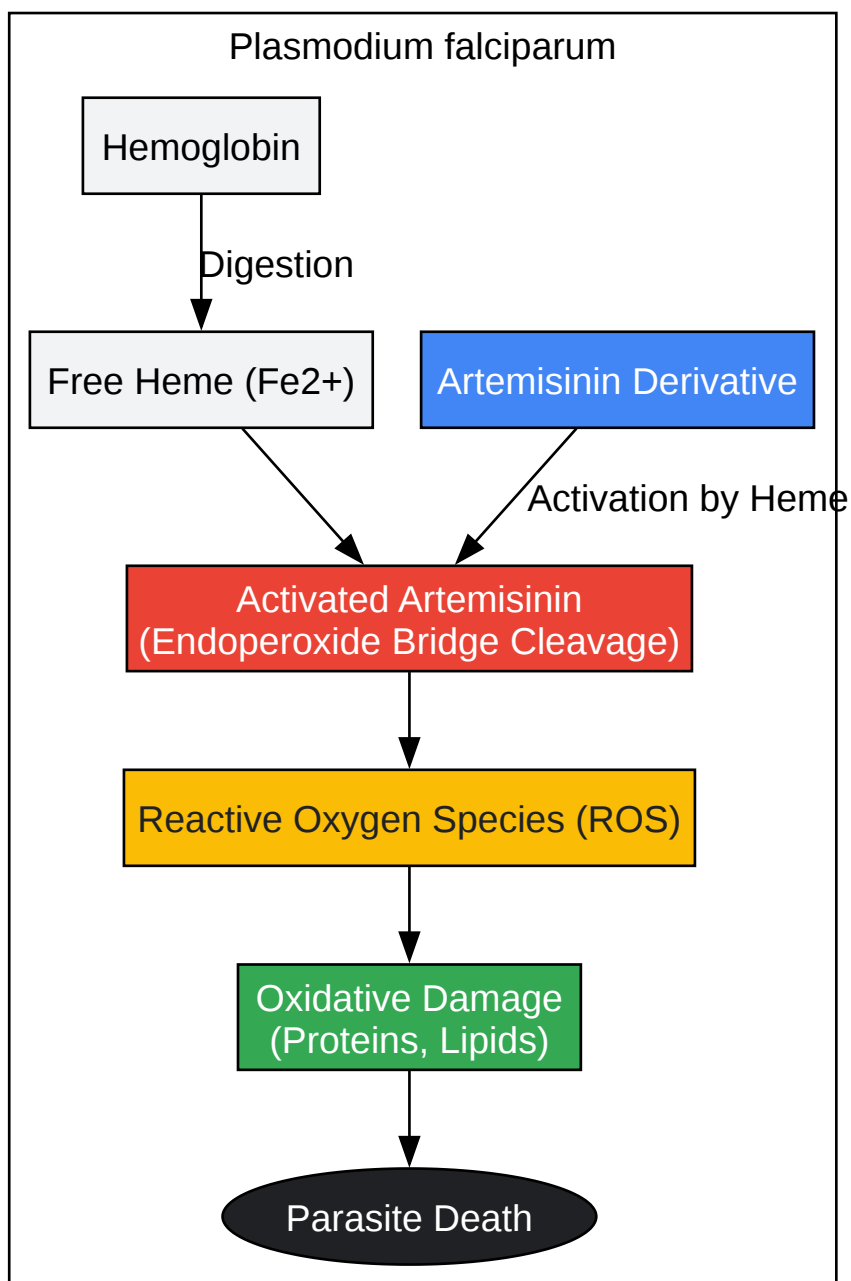 Plasmodium falciparum
Hemoglobin
Digestion
Free Heme (Fe2+)
Artemisinin Derivative
Activation by Heme
Activated Artemisinin
(Endoperoxide Bridge Cleavage)
Reactive Oxygen Species (ROS)
Oxidative Damage
(Proteins, Lipids)
Parasite Death